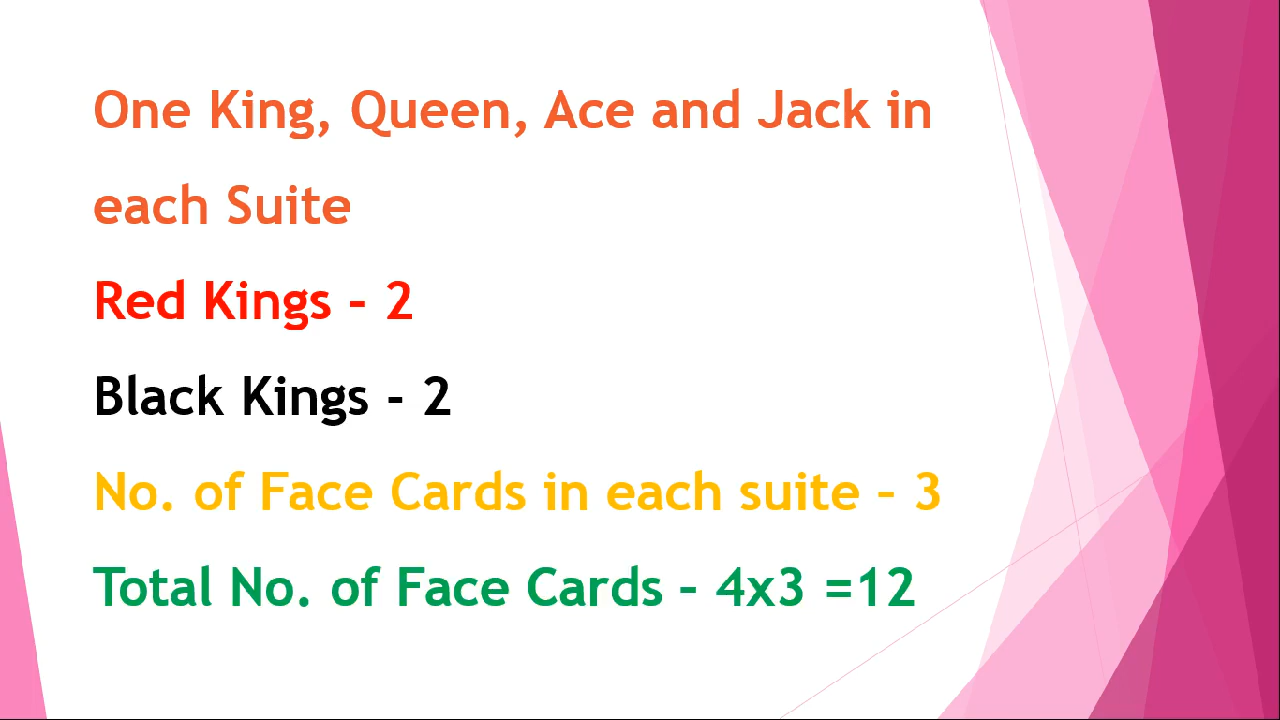 One King, Queen, Ace and Jack in
each Suite
Red Kings - 2
Black Kings - 2
No. of Face Cards in each suite – 3
Total No. of Face Cards – 4x3 =12